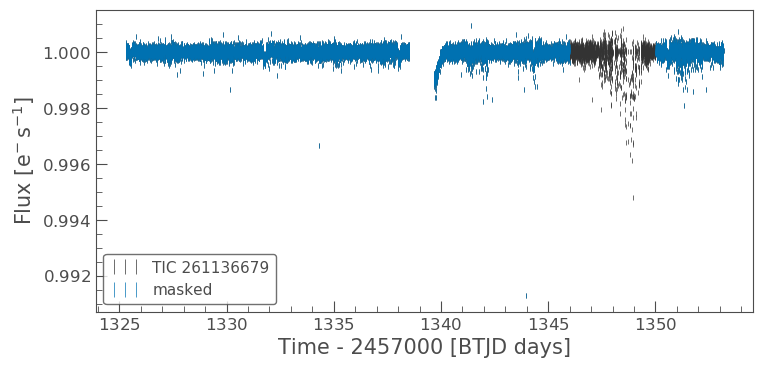 1.000
0.998
0.996
0.994
0.992
Flux [e⁻ s⁻¹]
TIC 261136679
masked
1325 1330 1335 1340 1345 1350
Time - 2457000 [BTJD days]